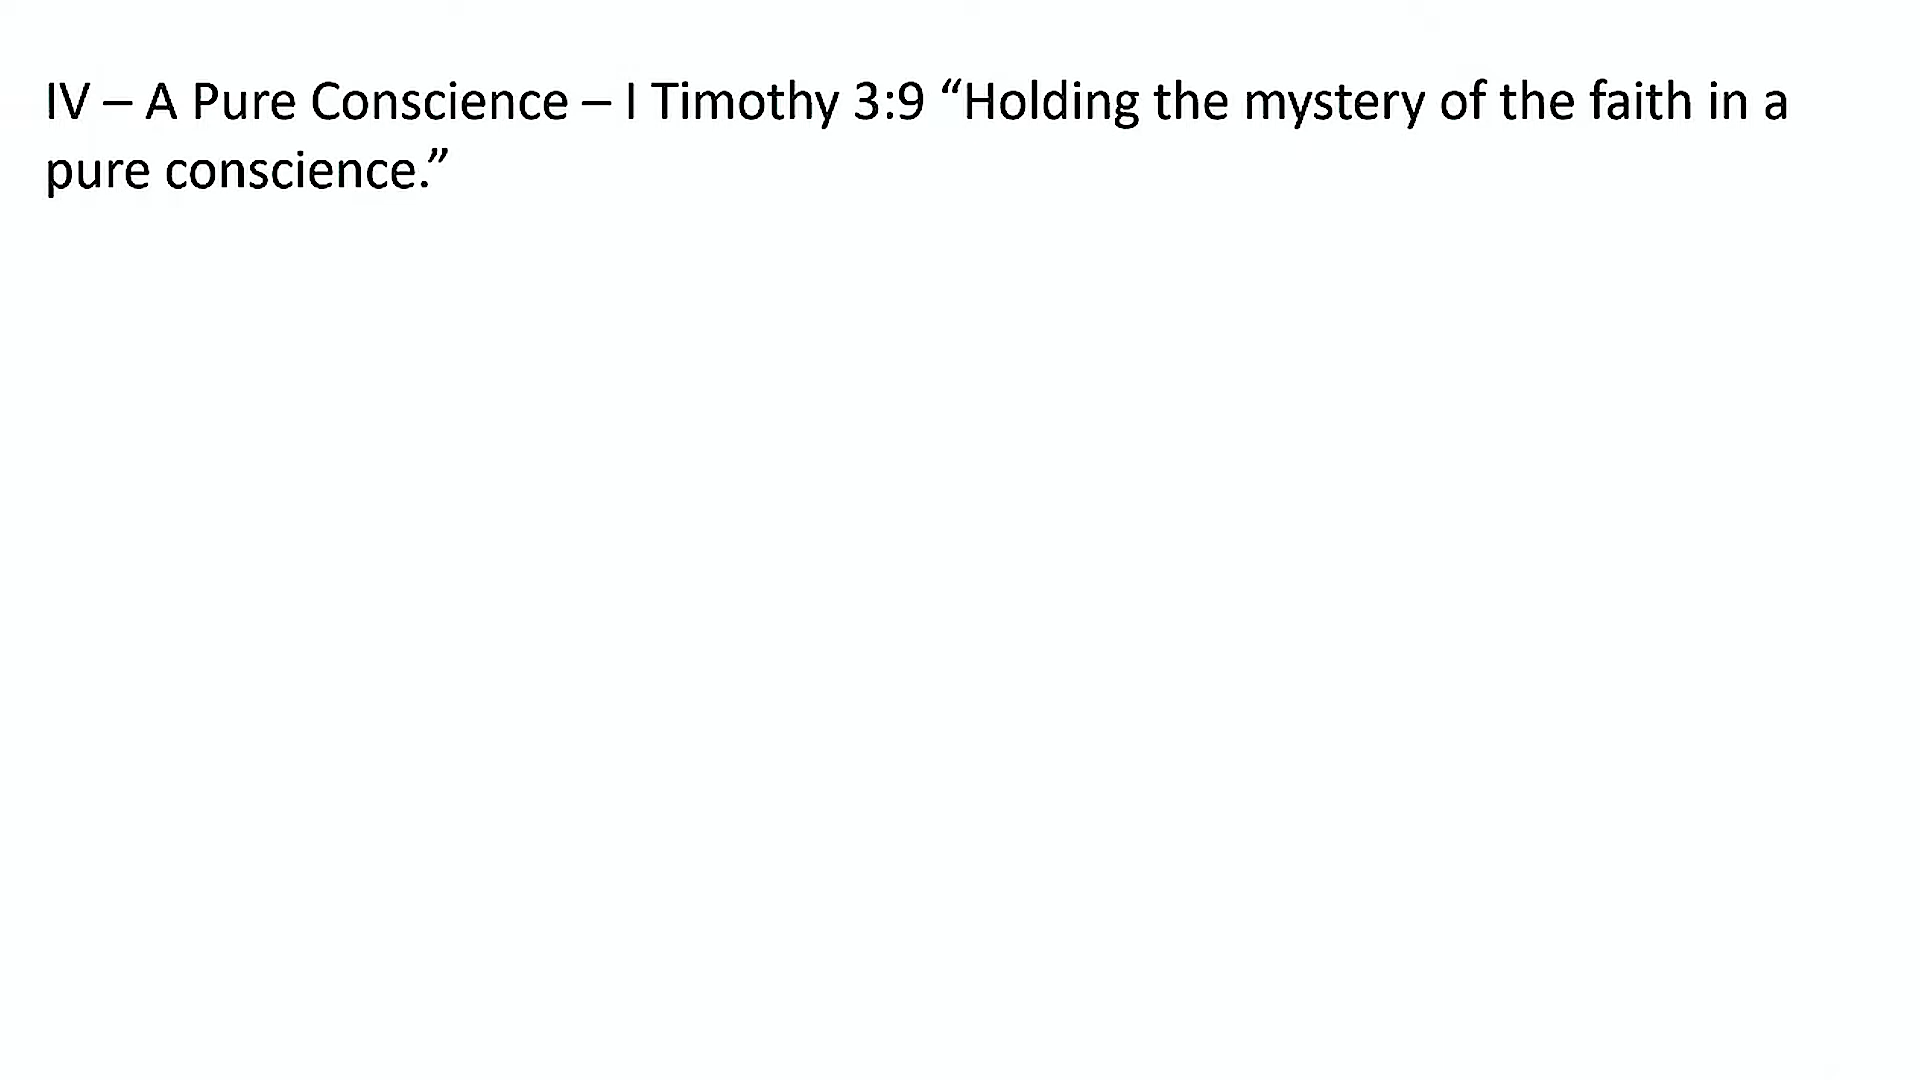 IV – A Pure Conscience – I Timothy 3:9 “Holding the mystery of the faith in a
pure conscience.”